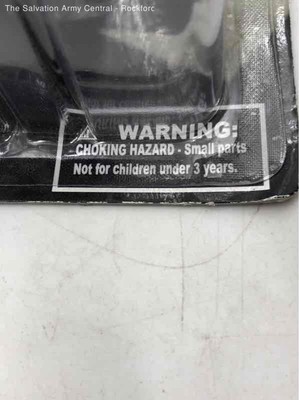 The Salvation Army Central - Rockforc
WARNING:
CHOKING HAZARD - Small parts
Not for children under 3 years.